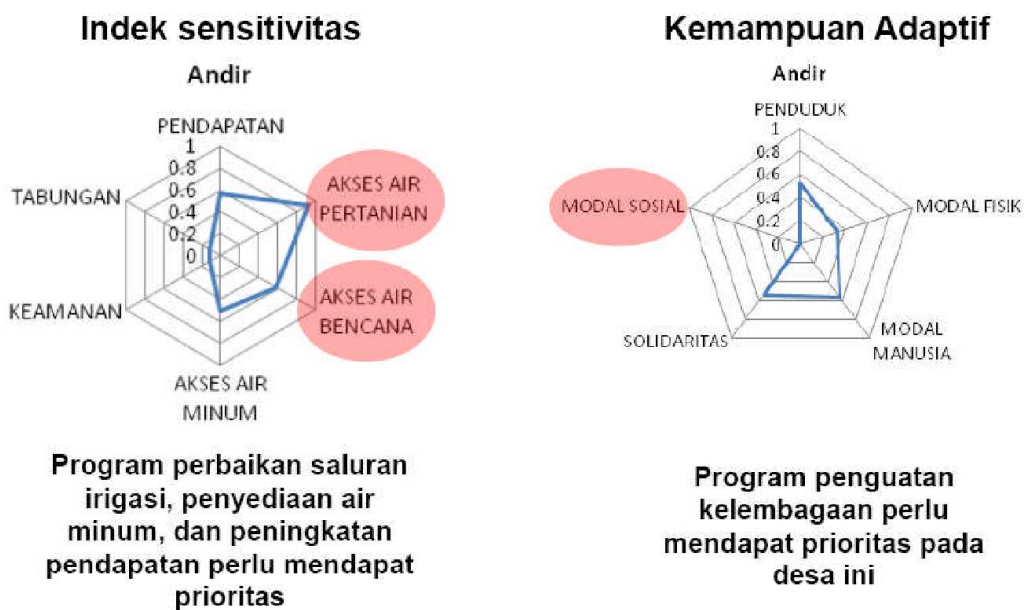 Indek sensitivitas
Andir
PENDAPATAN
1
0.8
0.6
0.4
0.2
0
AKSES AIR
PERTANIAN
AKSES AIR
BENCANA
AKSES AIR
MINUM
KEAMANAN
TABUNGAN
Program perbaikan saluran
irigasi, penyediaan air
minum, dan peningkatan
pendapatan perlu mendapat
prioritas
Kemampuan Adaptif
Andir
PENDUDUK
1
0.8
0.6
0.4
0.2
0
MODAL FISIK
MODAL
MANUSIA
SOLIDARITAS
MODAL SOSIAL
Program penguatan
kelembagaan perlu
mendapat prioritas pada
desa ini